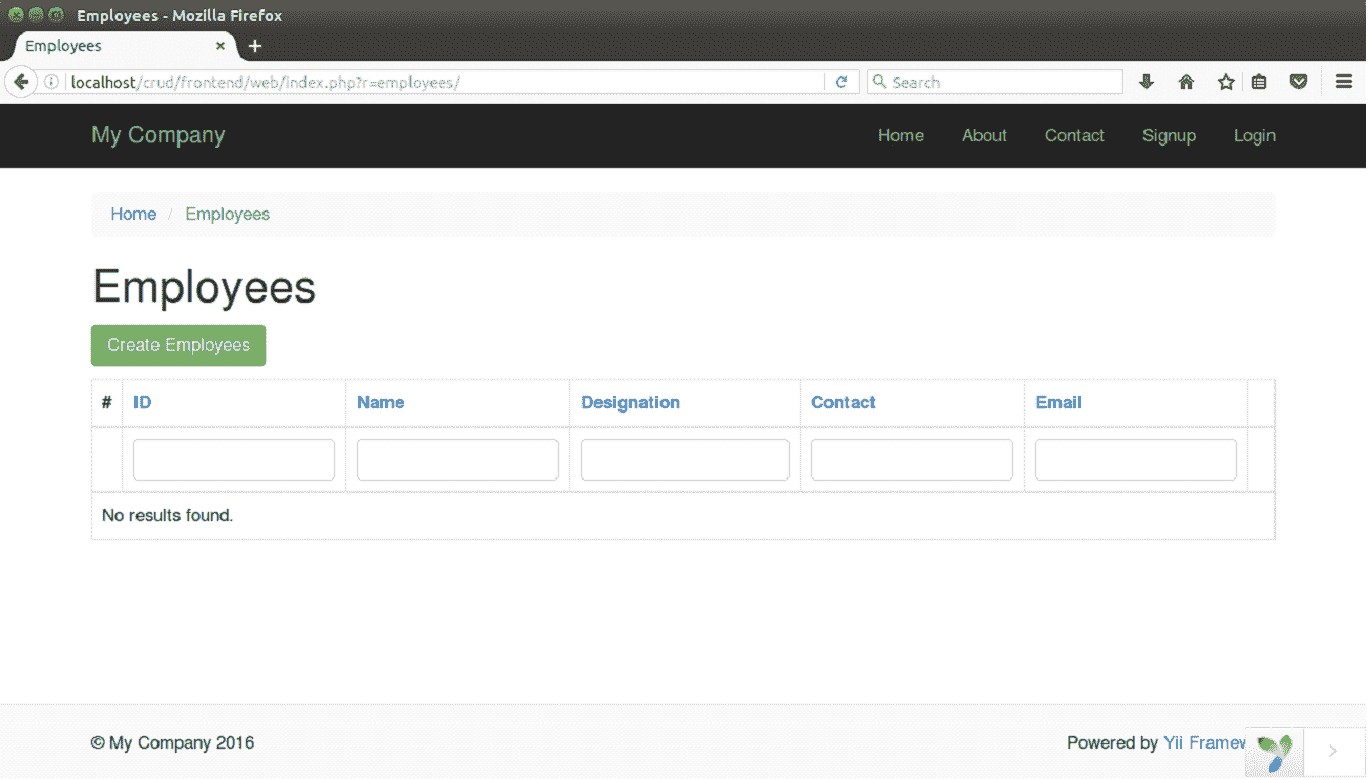 Employees - Mozilla Firefox
Employees
localhost/crud/frontend/web/index.php?r=employees/
Search
My Company
Home About Contact Signup Login
Home / Employees
Employees
Create Employees
# ID Name Designation Contact Email
No results found.
© My Company 2016
Powered by Yii Framew